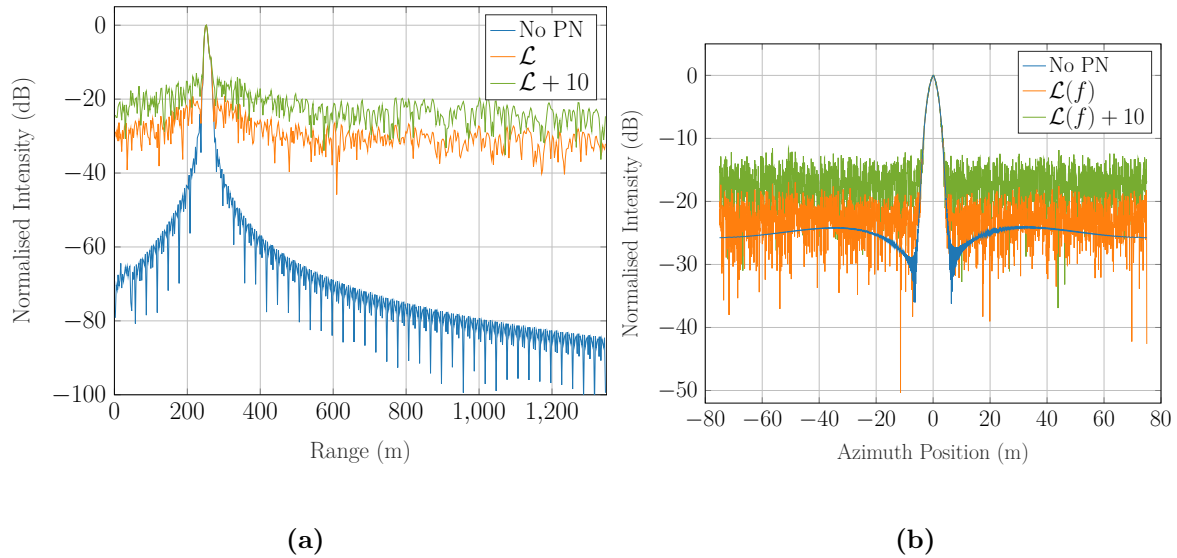 0
−20
−40
−60
−80
−100
0 200 400 600 800 1,000 1,200
Normalised Intensity (dB)
Range (m)
No PN
ℒ
ℒ + 10
(a)
0
−10
−20
−30
−40
−50
−80 −60 −40 −20 0 20 40 60 80
Normalised Intensity (dB)
Azimuth Position (m)
No PN
ℒ(f)
ℒ(f) + 10
(b)